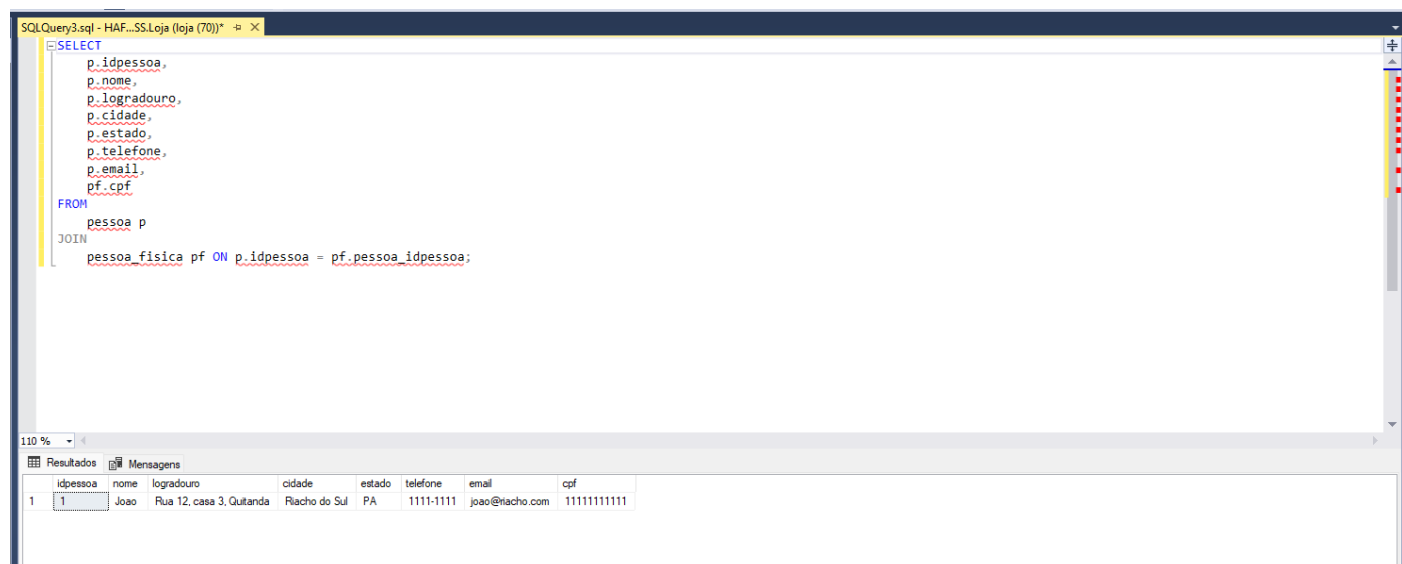 SQLQuery3.sql - HAF...SS.Loja (loja (70))*
SELECT
p.idpessoa,
p.nome,
p.logradouro,
p.cidade,
p.estado,
p.telefone,
p.email,
pf.cpf
FROM
pessoa p
JOIN
pessoa_fisica pf ON p.idpessoa = pf.pessoa_idpessoa;
110 %
Resultados Mensagens
idpessoa nome logradouro cidade estado telefone email cpf
1 1 Joao Rua 12, casa 3, Quitanda Riacho do Sul PA 1111-1111 joao@riacho.com 11111111111